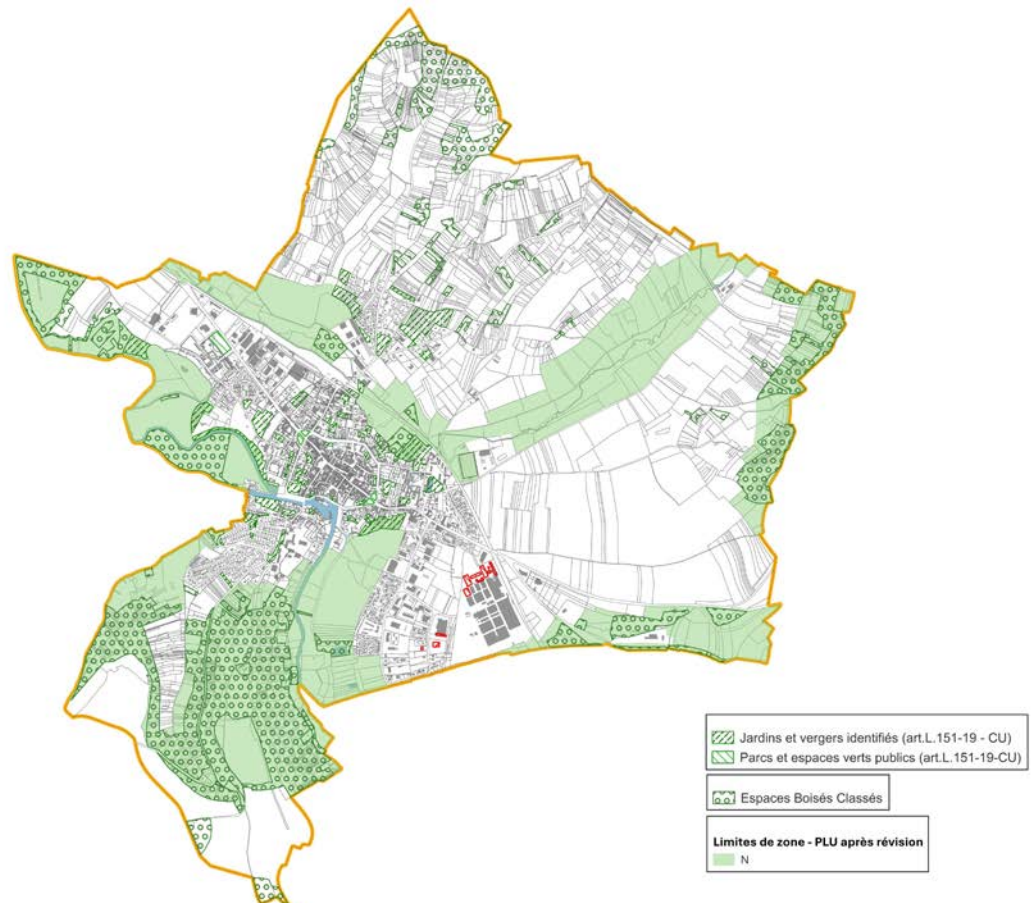 Jardins et vergers identifiés (art.L.151-19 - CU)
Parcs et espaces verts publics (art.L.151-19-CU)
Espaces Boisés Classés
Limites de zone - PLU après révision
N